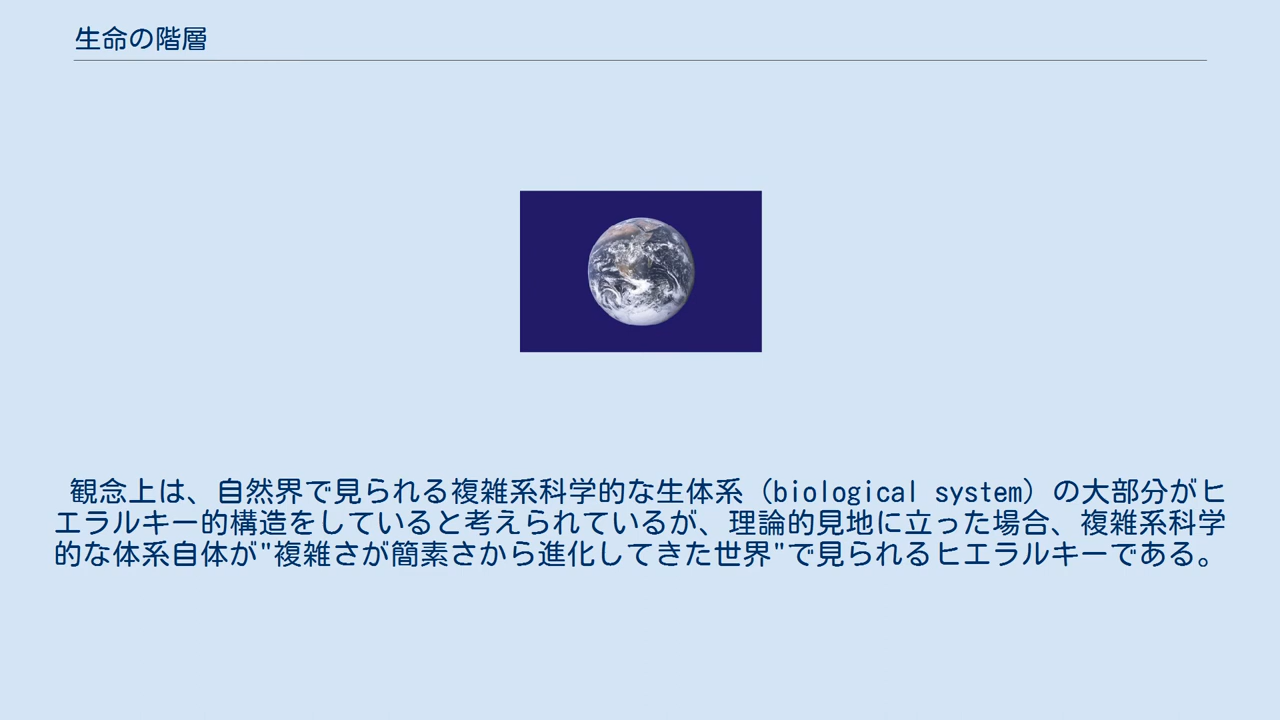 生命の階層
観念上は、自然界で見られる複雑系科学的な生体系（biological system）の大部分がヒ
エラルキー的構造をしていると考えられているが、理論的見地に立った場合、複雑系科学
的な体系自体が"複雑さが簡素さから進化してきた世界"で見られるヒエラルキーである。